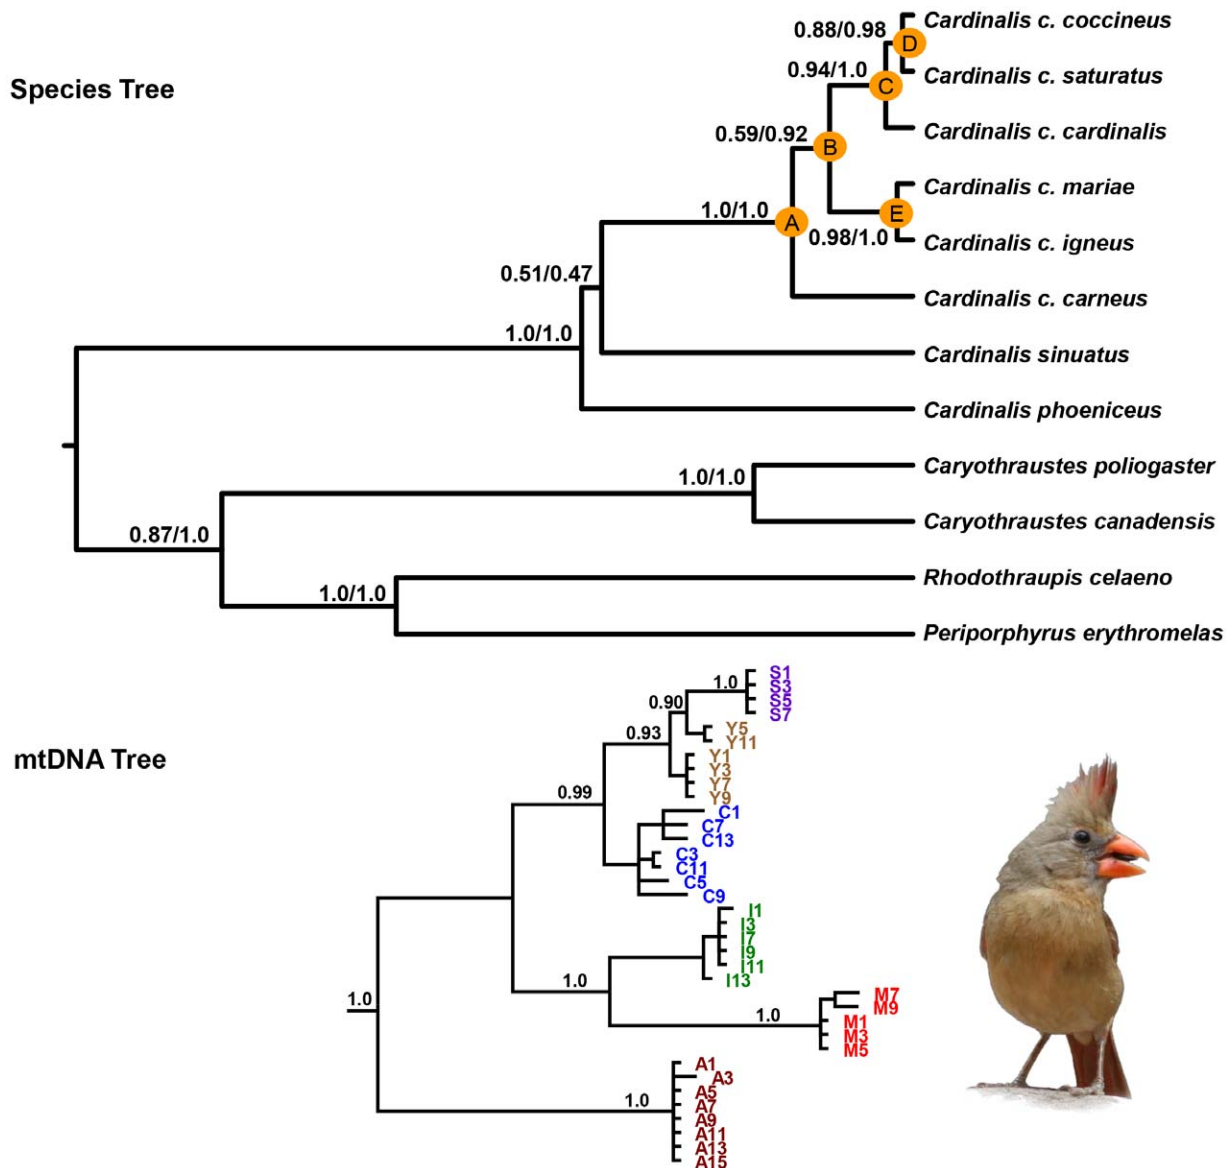 Species Tree
Cardinalis c. coccineus
0.88/0.98
D
Cardinalis c. saturatus
0.94/1.0
C
Cardinalis c. cardinalis
0.59/0.92
B
Cardinalis c. mariae
1.0/1.0
A
E
0.98/1.0
Cardinalis c. igneus
0.51/0.47
Cardinalis c. carneus
1.0/1.0
Cardinalis sinuatus
Cardinalis phoeniceus
Caryothraustes poliogaster
1.0/1.0
Caryothraustes canadensis
0.87/1.0
Rhodothraupis celaeno
1.0/1.0
Periporphyrus erythromelas
mtDNA Tree
S1
S3
1.0
S5
S7
0.90
Y5
Y11
0.93
Y1
Y3
Y7
Y9
0.99
C1
C7
C13
C3
C11
C5
C9
I1
I3
I7
I9
I11
I13
1.0
M7
M9
1.0
M1
M3
M5
1.0
A1
A3
A5
A7
1.0
A9
A11
A13
A15